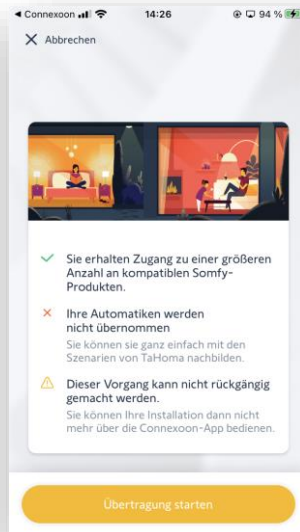 Connexoon
14:26
94 %
Abbrechen
Sie erhalten Zugang zu einer größeren
Anzahl an kompatiblen Somfy-
Produkten.
Ihre Automatiken werden
nicht übernommen
Sie können sie ganz einfach mit den
Szenarien von TaHoma nachbilden.
Dieser Vorgang kann nicht rückgängig
gemacht werden.
Sie können Ihre Installation dann nicht
mehr über die Connexoon-App bedienen.
Übertragung starten